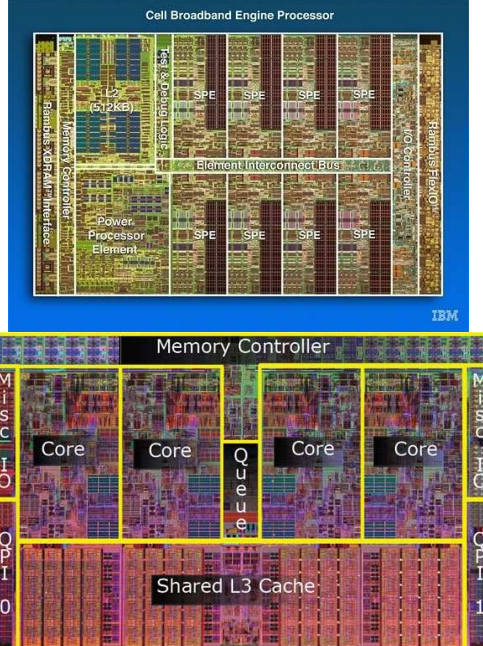 Cell Broadband Engine Processor
Rambus XDRAM™ Interface
Memory Controller
L2
(512KB)
Test & Debug Logic
SPE
SPE
SPE
SPE
Element Interconnect Bus
Power
Processor
Element
SPE
SPE
SPE
SPE
I/O Controller
Rambus FlexIO™
IBM
Memory Controller
Misc IO
Core
Core
Queue
Core
Core
Misc IO
QPI 0
Shared L3 Cache
QPI 1